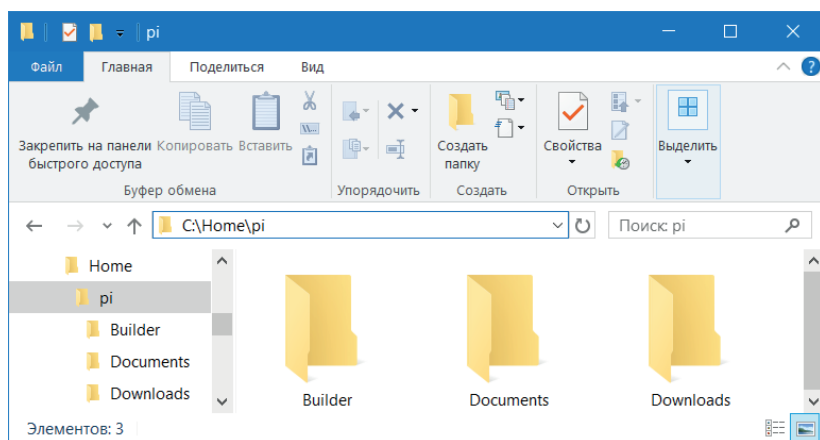 pi
Файл Главная Поделиться Вид
Закрепить на панели Копировать Вставить
быстрого доступа
W...
Создать
папку
Свойства
Выделить
Буфер обмена Упорядочить Создать Открыть
C:\Home\pi Поиск: pi
Home
pi
Builder
Documents
Downloads
Builder Documents Downloads
Элементов: 3